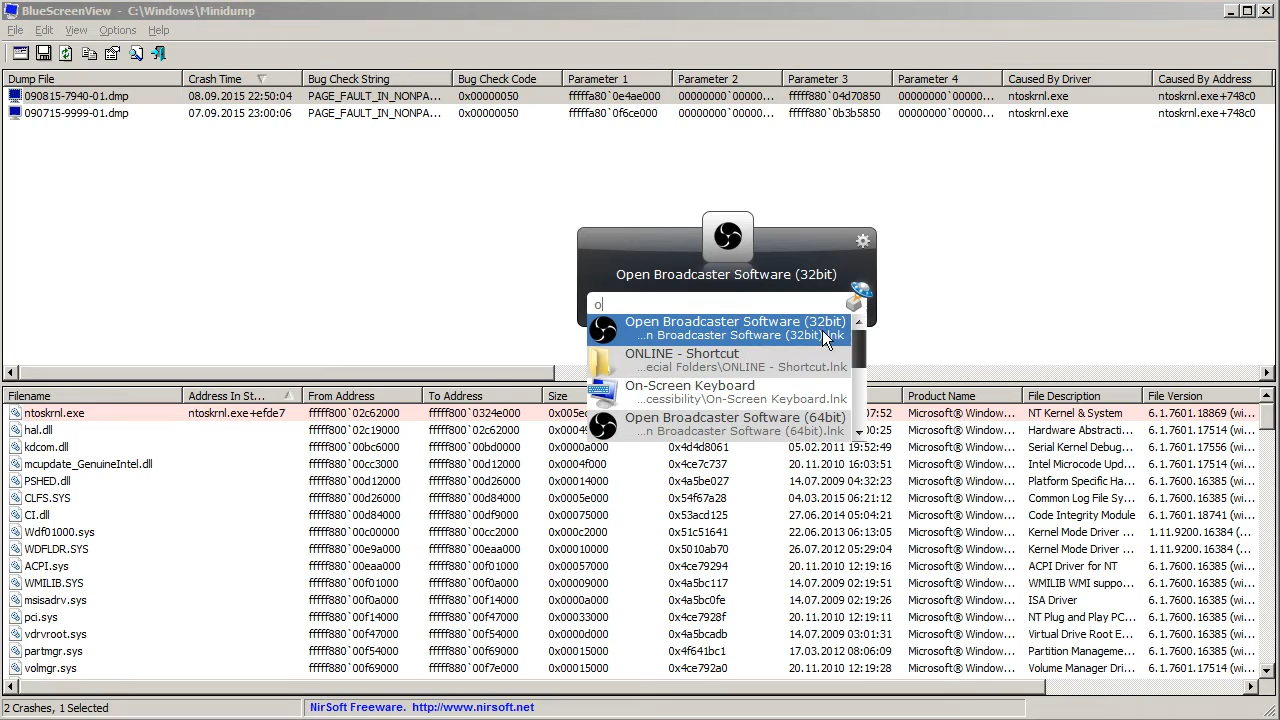 BlueScreenView - C:\Windows\Minidump
File Edit View Options Help
Dump File Crash Time Bug Check String Bug Check Code Parameter 1 Parameter 2 Parameter 3 Parameter 4 Caused By Driver Caused By Address
090815-7940-01.dmp 08.09.2015 22:50:04 PAGE_FAULT_IN_NONPA... 0x00000050 fffffa80`0e4ae000 00000000`00000... fffff880`04d70850 00000000`00000... ntoskrnl.exe ntoskrnl.exe+748c0
090715-9999-01.dmp 07.09.2015 23:00:06 PAGE_FAULT_IN_NONPA... 0x00000050 fffffa80`0f6ce000 00000000`00000... fffff880`0b3b5850 00000000`00000... ntoskrnl.exe ntoskrnl.exe+748c0
Open Broadcaster Software (32bit)
o
Open Broadcaster Software (32bit)
...n Broadcaster Software (32bit).lnk
ONLINE - Shortcut
...ecial Folders\ONLINE - Shortcut.lnk
On-Screen Keyboard
...cessibility\On-Screen Keyboard.lnk
Open Broadcaster Software (64bit)
...n Broadcaster Software (64bit).lnk
Filename Address In St... From Address To Address Size Product Name File Description File Version
ntoskrnl.exe ntoskrnl.exe+efde7 fffff800`02c62000 fffff800`0324e000 0x005ec 07:52 Microsoft® Window... NT Kernel & System 6.1.7601.18869 (wi...
hal.dll fffff800`02c19000 fffff800`02c62000 0x00049 Microsoft® Window... Hardware Abstracti... 6.1.7601.17514 (wi...
kdcom.dll fffff800`00bc6000 fffff800`00bd0000 0x0000a000 0x4d4d8061 05.02.2011 19:52:49 Microsoft® Window... Serial Kernel Debug... 6.1.7601.17556 (wi...
mcupdate_GenuineIntel.dll fffff880`00cc3000 fffff880`00d12000 0x0004f000 0x4ce7c737 20.11.2010 16:03:51 Microsoft® Window... Intel Microcode Upd... 6.1.7601.17514 (wi...
PSHED.dll fffff880`00d12000 fffff880`00d26000 0x00014000 0x4a5be027 14.07.2009 04:32:23 Microsoft® Window... Platform Specific Ha... 6.1.7600.16385 (wi...
CLFS.SYS fffff880`00d26000 fffff880`00d84000 0x0005e000 0x54f67a28 04.03.2015 06:21:12 Microsoft® Window... Common Log File Sy... 6.1.7600.16385 (wi...
CI.dll fffff880`00d84000 fffff880`00df9000 0x00075000 0x53acd125 27.06.2014 05:04:21 Microsoft® Window... Code Integrity Module 6.1.7601.18741 (wi...
Wdf01000.sys fffff880`00c00000 fffff880`00cc2000 0x000c2000 0x51c51641 22.06.2013 06:13:05 Microsoft® Window... Kernel Mode Driver ... 1.11.9200.16384 (w...
WDFLDR.SYS fffff880`00e9a000 fffff880`00eaa000 0x00010000 0x5010ab70 26.07.2012 05:29:04 Microsoft® Window... Kernel Mode Driver ... 1.11.9200.16384 (w...
ACPI.sys fffff880`00eaa000 fffff880`00f01000 0x00057000 0x4ce79294 20.11.2010 12:19:16 Microsoft® Window... ACPI Driver for NT 6.1.7601.17514 (wi...
WMILIB.SYS fffff880`00f01000 fffff880`00f0a000 0x00009000 0x4a5bc117 14.07.2009 02:19:51 Microsoft® Window... WMILIB WMI suppo... 6.1.7600.16385 (wi...
msisadrv.sys fffff880`00f0a000 fffff880`00f14000 0x0000a000 0x4a5bc0fe 14.07.2009 02:19:26 Microsoft® Window... ISA Driver 6.1.7600.16385 (wi...
pci.sys fffff880`00f14000 fffff880`00f47000 0x00033000 0x4ce7928f 20.11.2010 12:19:11 Microsoft® Window... NT Plug and Play PC... 6.1.7601.17514 (wi...
vdrvroot.sys fffff880`00f47000 fffff880`00f54000 0x0000d000 0x4a5bcadb 14.07.2009 03:01:31 Microsoft® Window... Virtual Drive Root E... 6.1.7600.16385 (wi...
partmgr.sys fffff880`00f54000 fffff880`00f69000 0x00015000 0x4f641bc1 17.03.2012 08:06:09 Microsoft® Window... Partition Manageme... 6.1.7600.16385 (wi...
volmgr.sys fffff880`00f69000 fffff880`00f7e000 0x00015000 0x4ce792a0 20.11.2010 12:19:28 Microsoft® Window... Volume Manager Dri... 6.1.7601.17514 (wi...
2 Crashes, 1 Selected NirSoft Freeware. http://www.nirsoft.net